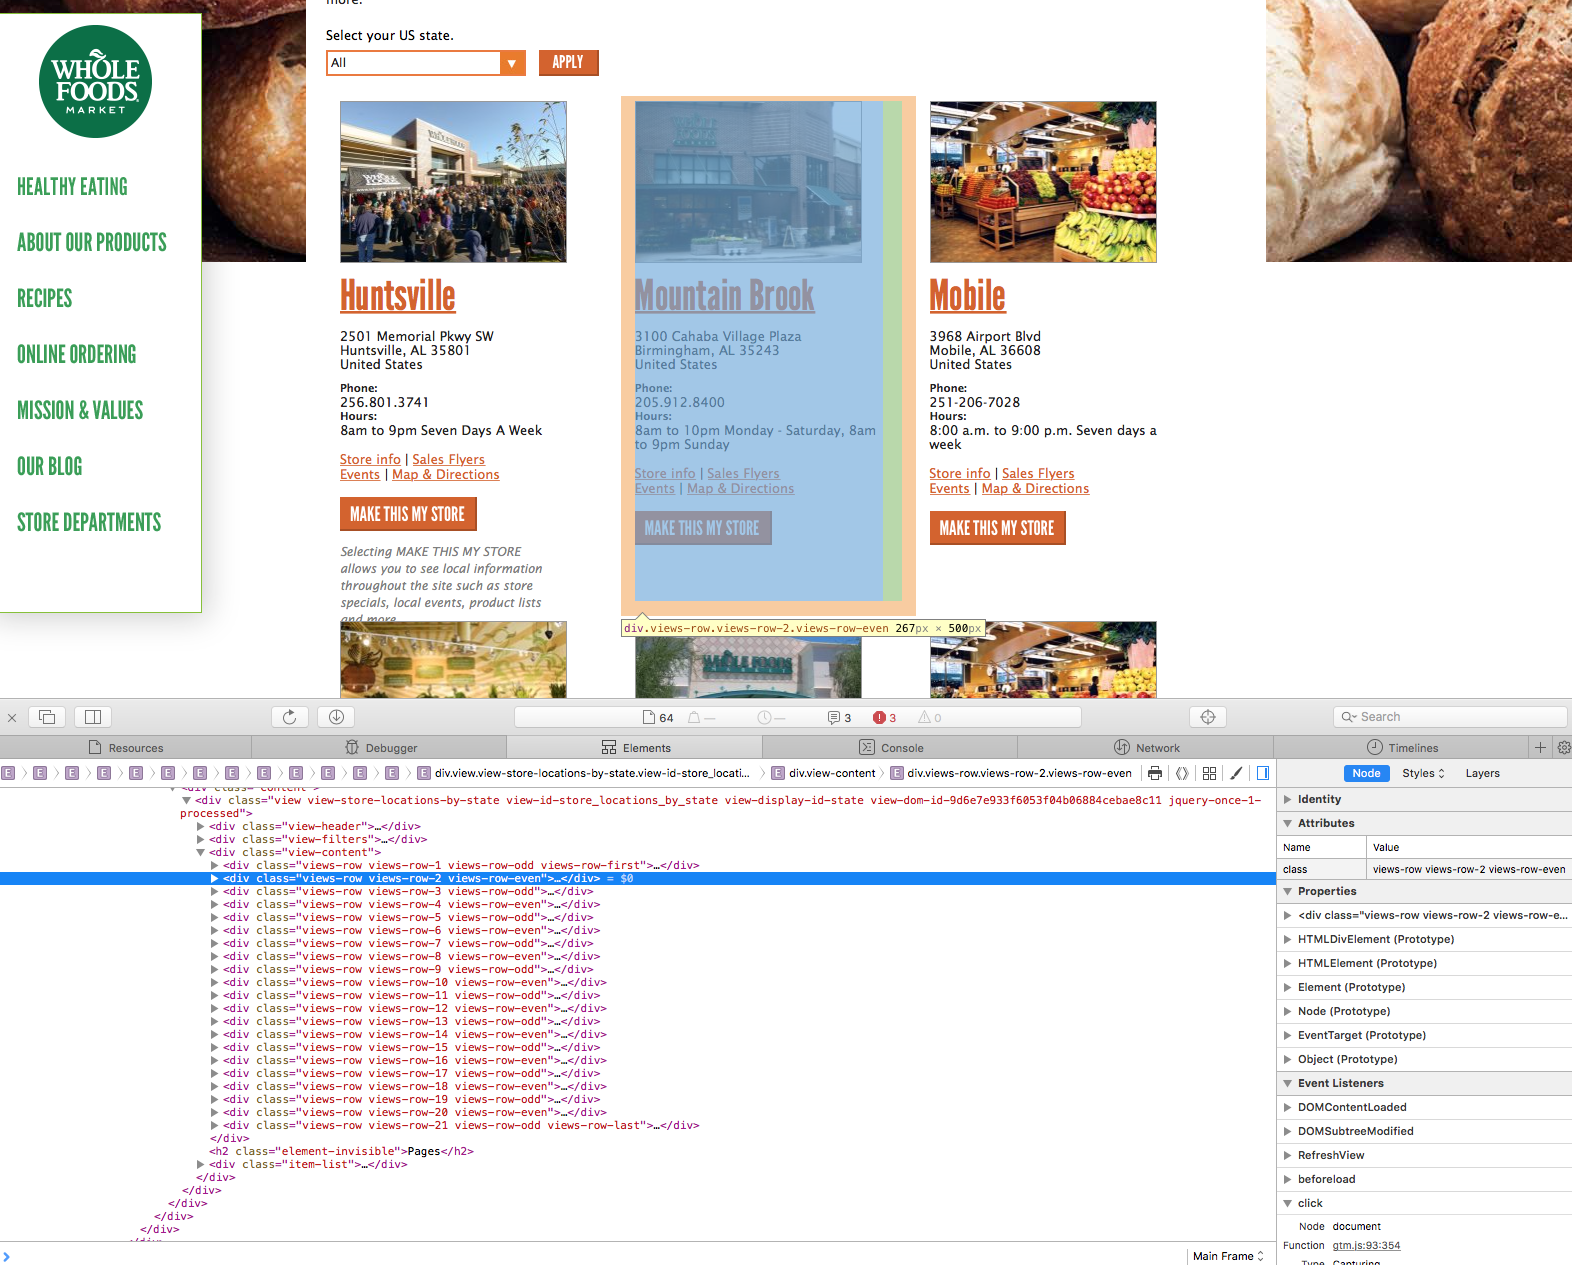 more.
Select your US state.
All
APPLY
WHOLE
FOODS
MARKET
HEALTHY EATING
ABOUT OUR PRODUCTS
RECIPES
ONLINE ORDERING
MISSION & VALUES
OUR BLOG
STORE DEPARTMENTS
Huntsville
2501 Memorial Pkwy SW
Huntsville, AL 35801
United States
Phone:
256.801.3741
Hours:
8am to 9pm Seven Days A Week
Store info | Sales Flyers
Events | Map & Directions
MAKE THIS MY STORE
Selecting MAKE THIS MY STORE
allows you to see local information
throughout the site such as store
specials, local events, product lists
and more.
Mountain Brook
3100 Cahaba Village Plaza
Birmingham, AL 35243
United States
Phone:
205.912.8400
Hours:
8am to 10pm Monday - Saturday, 8am
to 9pm Sunday
Store info | Sales Flyers
Events | Map & Directions
MAKE THIS MY STORE
Mobile
3968 Airport Blvd
Mobile, AL 36608
United States
Phone:
251-206-7028
Hours:
8:00 a.m. to 9:00 p.m. Seven days a
week
Store info | Sales Flyers
Events | Map & Directions
MAKE THIS MY STORE
div.views-row.views-row-2.views-row-even 267px × 500px
WHOLE FOODS
64 — — 3 3 0
Search
Resources
Debugger
Elements
Console
Network
Timelines
E E E E E E E E E E E E E div.view.view-store-locations-by-state.view-id-store_locati... E div.view-content E div.views-row.views-row-2.views-row-even
Node Styles Layers
<div class="content">
<div class="view view-store-locations-by-state view-id-store_locations_by_state view-display-id-state view-dom-id-9d6e7e933f6053f04b06884cebae8c11 jquery-once-1-
processed">
<div class="view-header">…</div>
<div class="view-filters">…</div>
<div class="view-content">
<div class="views-row views-row-1 views-row-odd views-row-first">…</div>
<div class="views-row views-row-2 views-row-even">…</div> = $0
<div class="views-row views-row-3 views-row-odd">…</div>
<div class="views-row views-row-4 views-row-even">…</div>
<div class="views-row views-row-5 views-row-odd">…</div>
<div class="views-row views-row-6 views-row-even">…</div>
<div class="views-row views-row-7 views-row-odd">…</div>
<div class="views-row views-row-8 views-row-even">…</div>
<div class="views-row views-row-9 views-row-odd">…</div>
<div class="views-row views-row-10 views-row-even">…</div>
<div class="views-row views-row-11 views-row-odd">…</div>
<div class="views-row views-row-12 views-row-even">…</div>
<div class="views-row views-row-13 views-row-odd">…</div>
<div class="views-row views-row-14 views-row-even">…</div>
<div class="views-row views-row-15 views-row-odd">…</div>
<div class="views-row views-row-16 views-row-even">…</div>
<div class="views-row views-row-17 views-row-odd">…</div>
<div class="views-row views-row-18 views-row-even">…</div>
<div class="views-row views-row-19 views-row-odd">…</div>
<div class="views-row views-row-20 views-row-even">…</div>
<div class="views-row views-row-21 views-row-odd views-row-last">…</div>
</div>
<h2 class="element-invisible">Pages</h2>
<div class="item-list">…</div>
</div>
</div>
</div>
</div>
</div>
</div>
Main Frame
Identity
Attributes
Name Value
class views-row views-row-2 views-row-even
Properties
<div class="views-row views-row-2 views-row-e...
HTMLDivElement (Prototype)
HTMLElement (Prototype)
Element (Prototype)
Node (Prototype)
EventTarget (Prototype)
Object (Prototype)
Event Listeners
DOMContentLoaded
DOMSubtreeModified
RefreshView
beforeload
click
Node document
Function gtm.js:93:354
Type Capturing